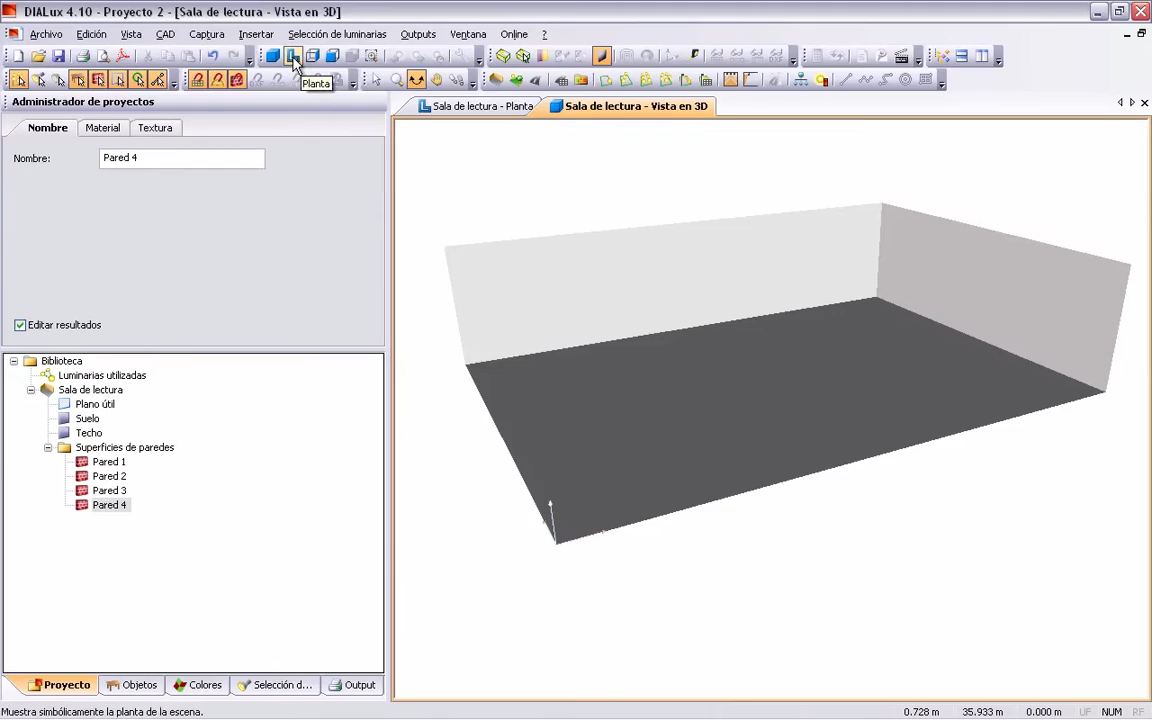 DIALux 4.10 - Proyecto 2 - [Sala de lectura - Vista en 3D]
Archivo Edición Vista CAD Captura Insertar Selección de luminarias Outputs Ventana Online ?
Planta
Administrador de proyectos
Sala de lectura - Planta
Sala de lectura - Vista en 3D
Nombre Material Textura
Nombre: Pared 4
Editar resultados
Biblioteca
Luminarias utilizadas
Sala de lectura
Plano útil
Suelo
Techo
Superficies de paredes
Pared 1
Pared 2
Pared 3
Pared 4
Proyecto Objetos Colores Selección d... Output
Muestra simbólicamente la planta de la escena. 0.728 m 35.933 m 0.000 m UF NUM RF